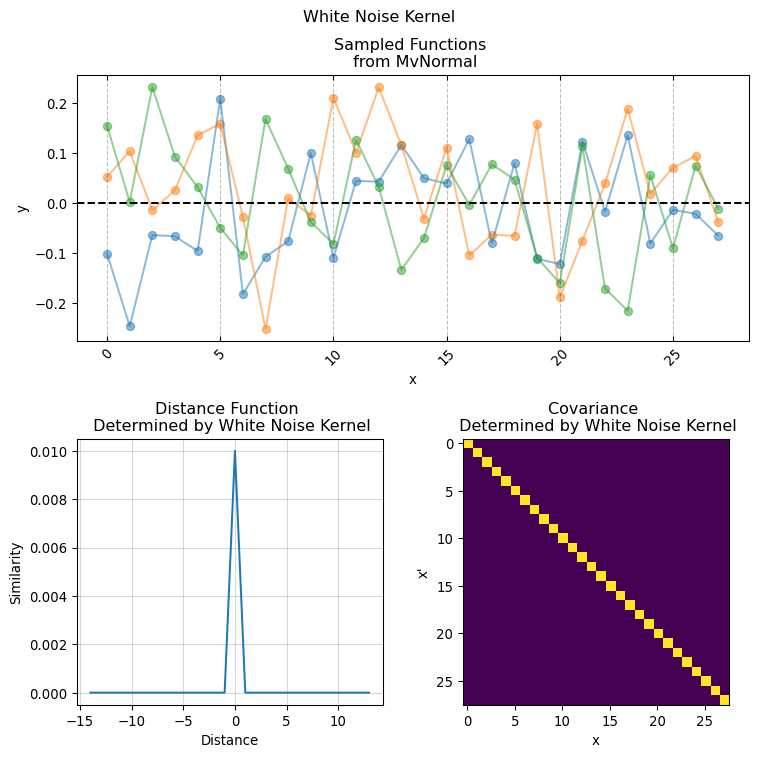 White Noise Kernel
Sampled Functions
from MvNormal
0.2
0.1
0.0
−0.1
−0.2
y
0
5
10
15
20
25
x
Distance Function
Determined by White Noise Kernel
0.010
0.008
0.006
0.004
0.002
0.000
Similarity
−15
−10
−5
0
5
10
Distance
Covariance
Determined by White Noise Kernel
0
5
10
15
20
25
x'
0
5
10
15
20
25
x